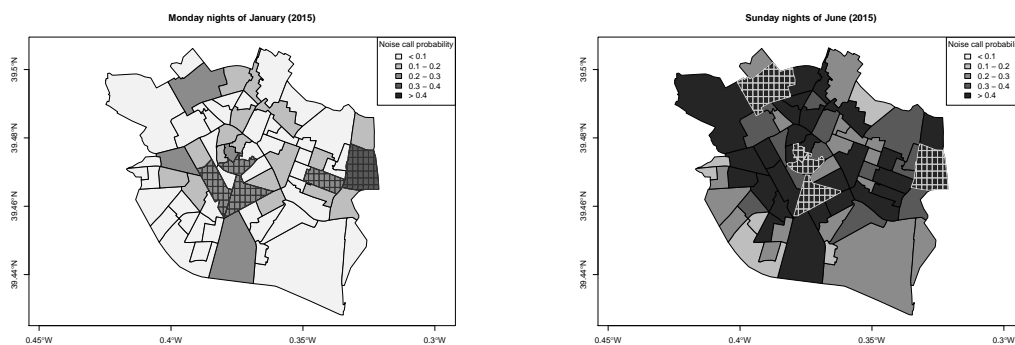 Monday nights of January (2015)
Noise call probability
< 0.1
0.1 − 0.2
0.2 − 0.3
0.3 − 0.4
> 0.4
39.5°N
39.48°N
39.46°N
39.44°N
0.45°W
0.4°W
0.35°W
0.3°W
Sunday nights of June (2015)
Noise call probabili
< 0.1
0.1 − 0.2
0.2 − 0.3
0.3 − 0.4
> 0.4
39.5°N
39.48°N
39.46°N
39.44°N
0.45°W
0.4°W
0.35°W
0.3°W